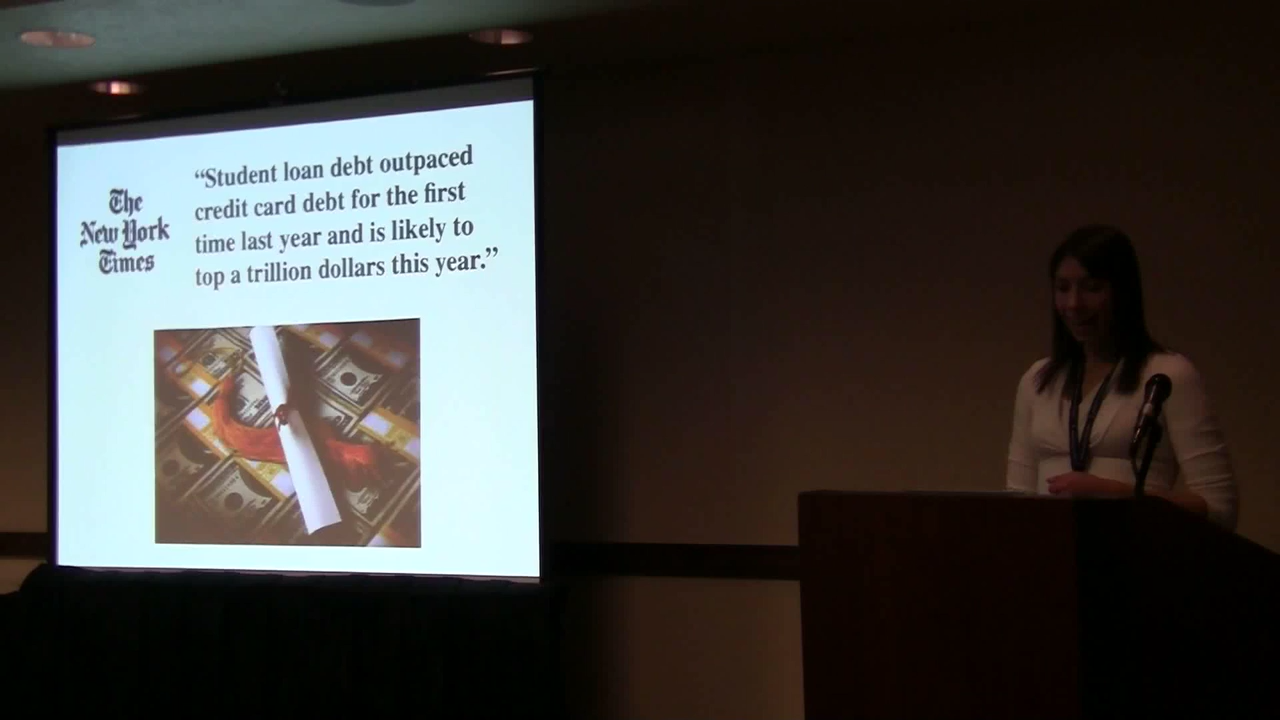 The
New York
Times
“Student loan debt outpaced
credit card debt for the first
time last year and is likely to
top a trillion dollars this year.”